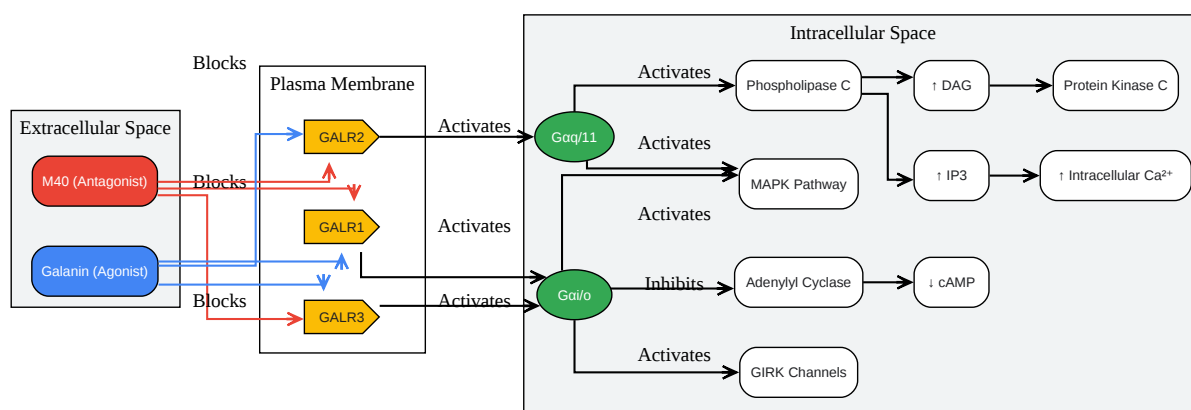 Intracellular Space
Blocks
Plasma Membrane
Activates
Phospholipase C
↑ DAG
Protein Kinase C
Extracellular Space
GALR2
Activates
Gαq/11
Activates
M40 (Antagonist)
Blocks
MAPK Pathway
↑ IP3
↑ Intracellular Ca²⁺
GALR1
Activates
Activates
Galanin (Agonist)
Blocks
GALR3
Activates
Gαi/o
Inhibits
Adenylyl Cyclase
↓ cAMP
Activates
GIRK Channels